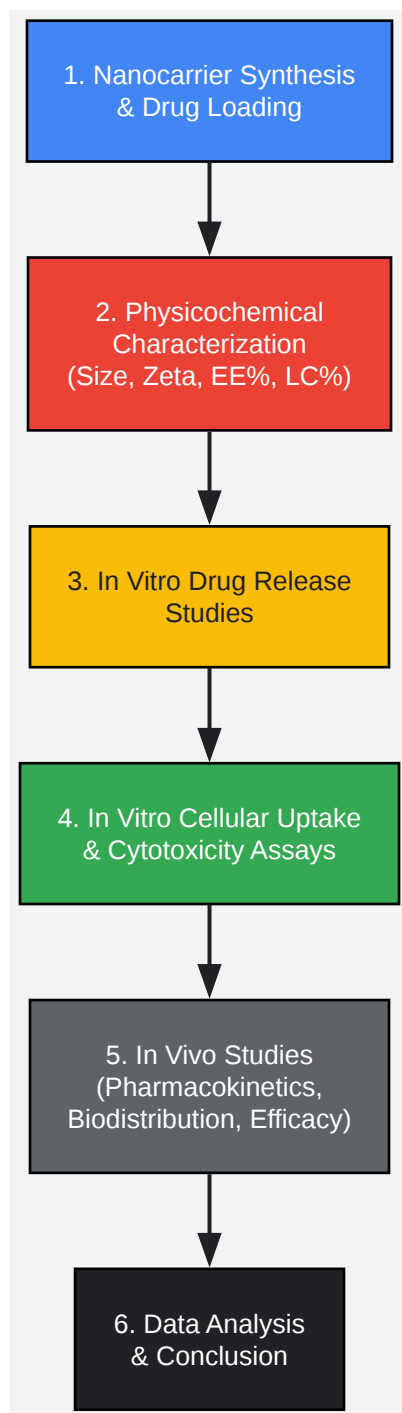 1. Nanocarrier Synthesis
& Drug Loading
2. Physicochemical
Characterization
(Size, Zeta, EE%, LC%)
3. In Vitro Drug Release
Studies
4. In Vitro Cellular Uptake
& Cytotoxicity Assays
5. In Vivo Studies
(Pharmacokinetics,
Biodistribution, Efficacy)
6. Data Analysis
& Conclusion